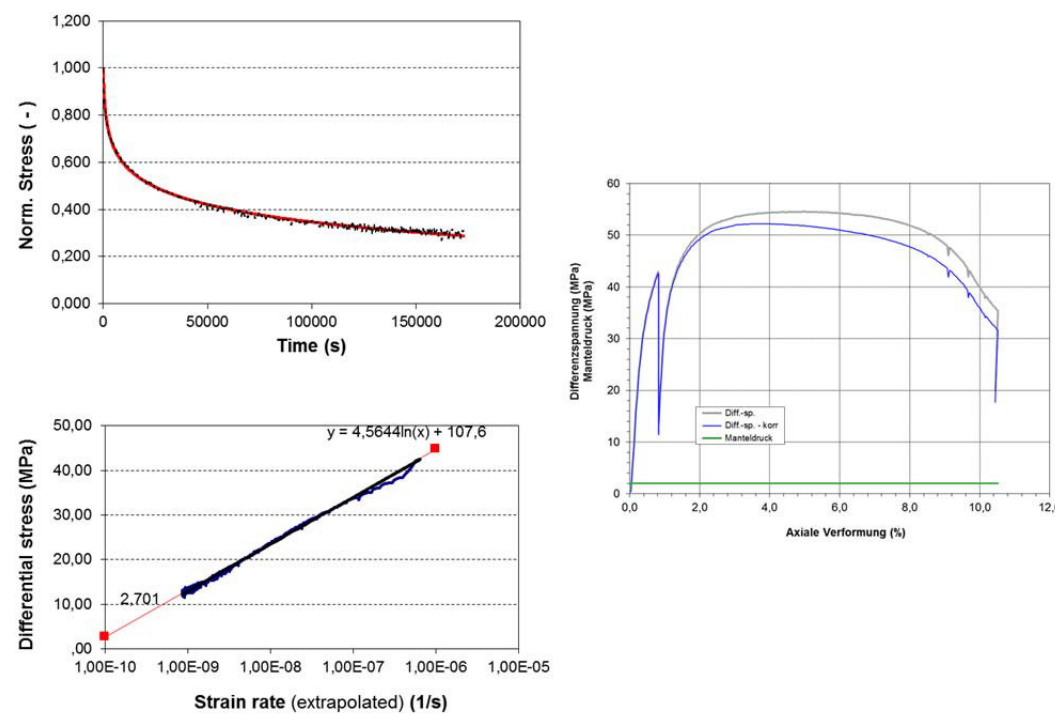 1,200
1,000
0,800
0,600
0,400
0,200
0,000
Norm. Stress ( - )
0
50000
100000
150000
200000
Time (s)
50,00
40,00
30,00
20,00
10,00
,00
Differential stress (MPa)
y = 4,5644ln(x) + 107,6
2,701
1,00E-10
1,00E-09
1,00E-08
1,00E-07
1,00E-06
1,00E-05
Strain rate (extrapolated) (1/s)
60
50
40
30
20
10
0
Differenzspannung (MPa)
Manteldruck (MPa)
Diff.-sp.
Diff.-sp. - korr
Manteldruck
0,0
2,0
4,0
6,0
8,0
10,0
12,0
Axiale Verformung (%)